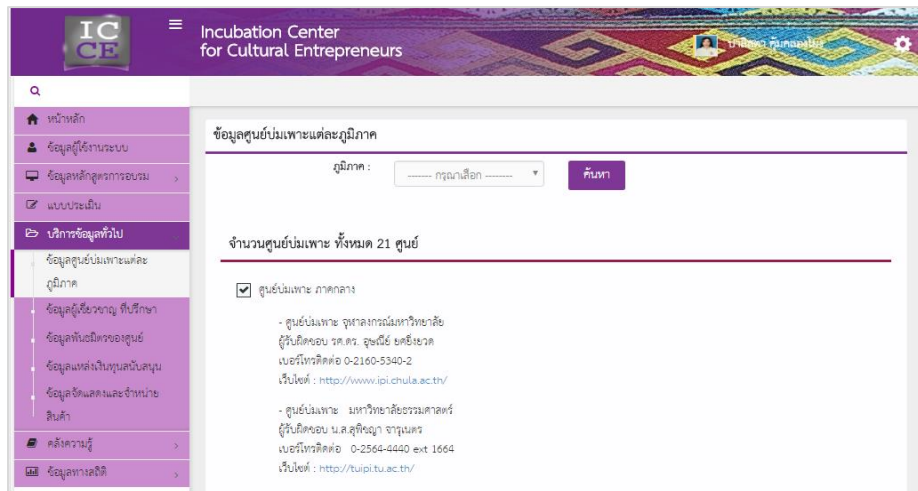 IC
CE
Incubation Center
for Cultural Entrepreneurs
หน้าหลัก
ข้อมูลผู้ใช้งานระบบ
ข้อมูลหลักสูตรการอบรม
แบบประเมิน
บริการข้อมูลทั่วไป
ข้อมูลศูนย์บ่มเพาะแต่ละ
ภูมิภาค
ข้อมูลผู้เชี่ยวชาญ ที่ปรึกษา
ข้อมูลพันธมิตรของศูนย์
ข้อมูลแหล่งเงินทุนสนับสนุน
ข้อมูลจัดแสดงและจำหน่าย
สินค้า
คลังความรู้
ข้อมูลทางสถิติ
ข้อมูลศูนย์บ่มเพาะแต่ละภูมิภาค
ภูมิภาค :
------- กรุณาเลือก --------
ค้นหา
จำนวนศูนย์บ่มเพาะ ทั้งหมด 21 ศูนย์
ศูนย์บ่มเพาะ ภาคกลาง
- ศูนย์บ่มเพาะ จุฬาลงกรณ์มหาวิทยาลัย
ผู้รับผิดชอบ รศ.ดร. อุษณีย์ ยศยิ่งยวด
เบอร์โทรติดต่อ 0-2160-5340-2
เว็บไซต์ : http://www.ipi.chula.ac.th/
- ศูนย์บ่มเพาะ มหาวิทยาลัยธรรมศาสตร์
ผู้รับผิดชอบ น.ส.สุพิชญา จารุเนตร
เบอร์โทรติดต่อ 0-2564-4440 ext 1664
เว็บไซต์ : http://tuipi.tu.ac.th/